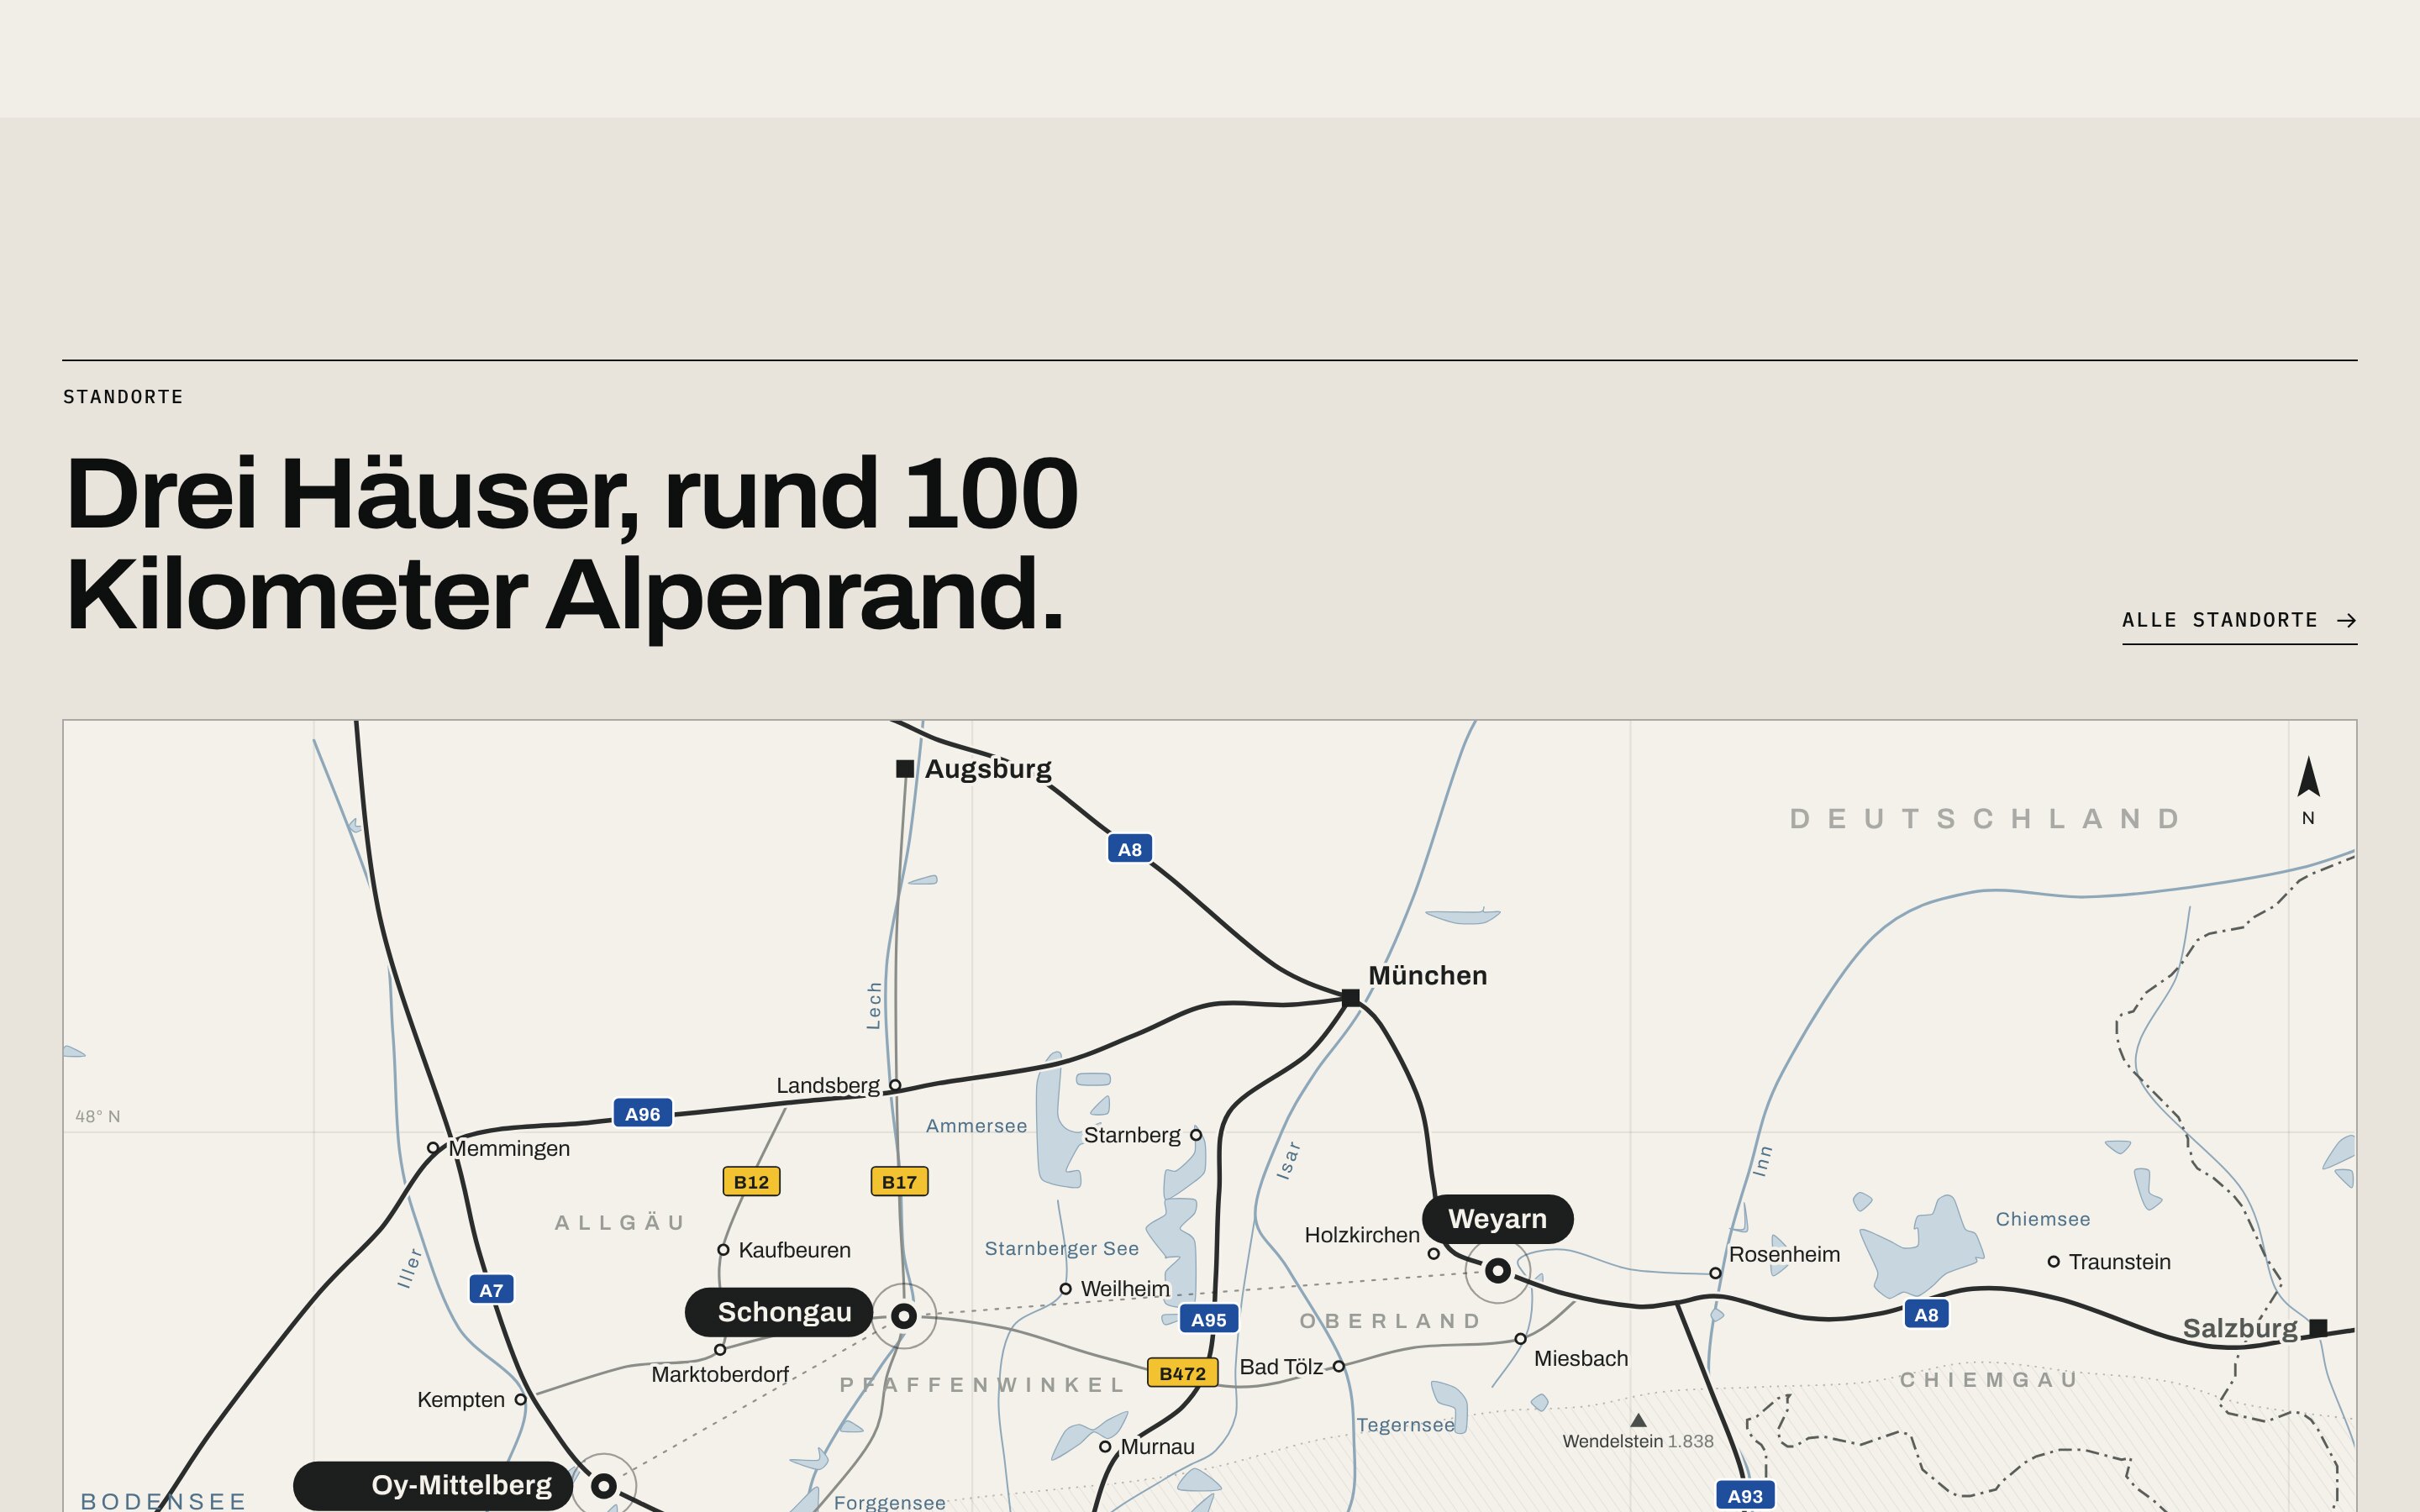 STANDORTE
Drei Häuser, rund 100
Kilometer Alpenrand.
ALLE STANDORTE →
Augsburg
DEUTSCHLAND
N
A8
München
Lech
Landsberg
A96
48° N
Ammersee
Starnberg
Memmingen
Isar
Inn
B12
B17
ALLGÄU
Weyarn
Chiemsee
Holzkirchen
Kaufbeuren
Starnberger See
Rosenheim
Traunstein
Iller
A7
Weilheim
Schongau
A95
OBERLAND
A8
Salzburg
Miesbach
Marktoberdorf
B472
Bad Tölz
PFAFFENWINKEL
CHIEMGAU
Kempten
Tegernsee
Wendelstein 1.838
Murnau
Oy-Mittelberg
A93
BODENSEE
Forggensee